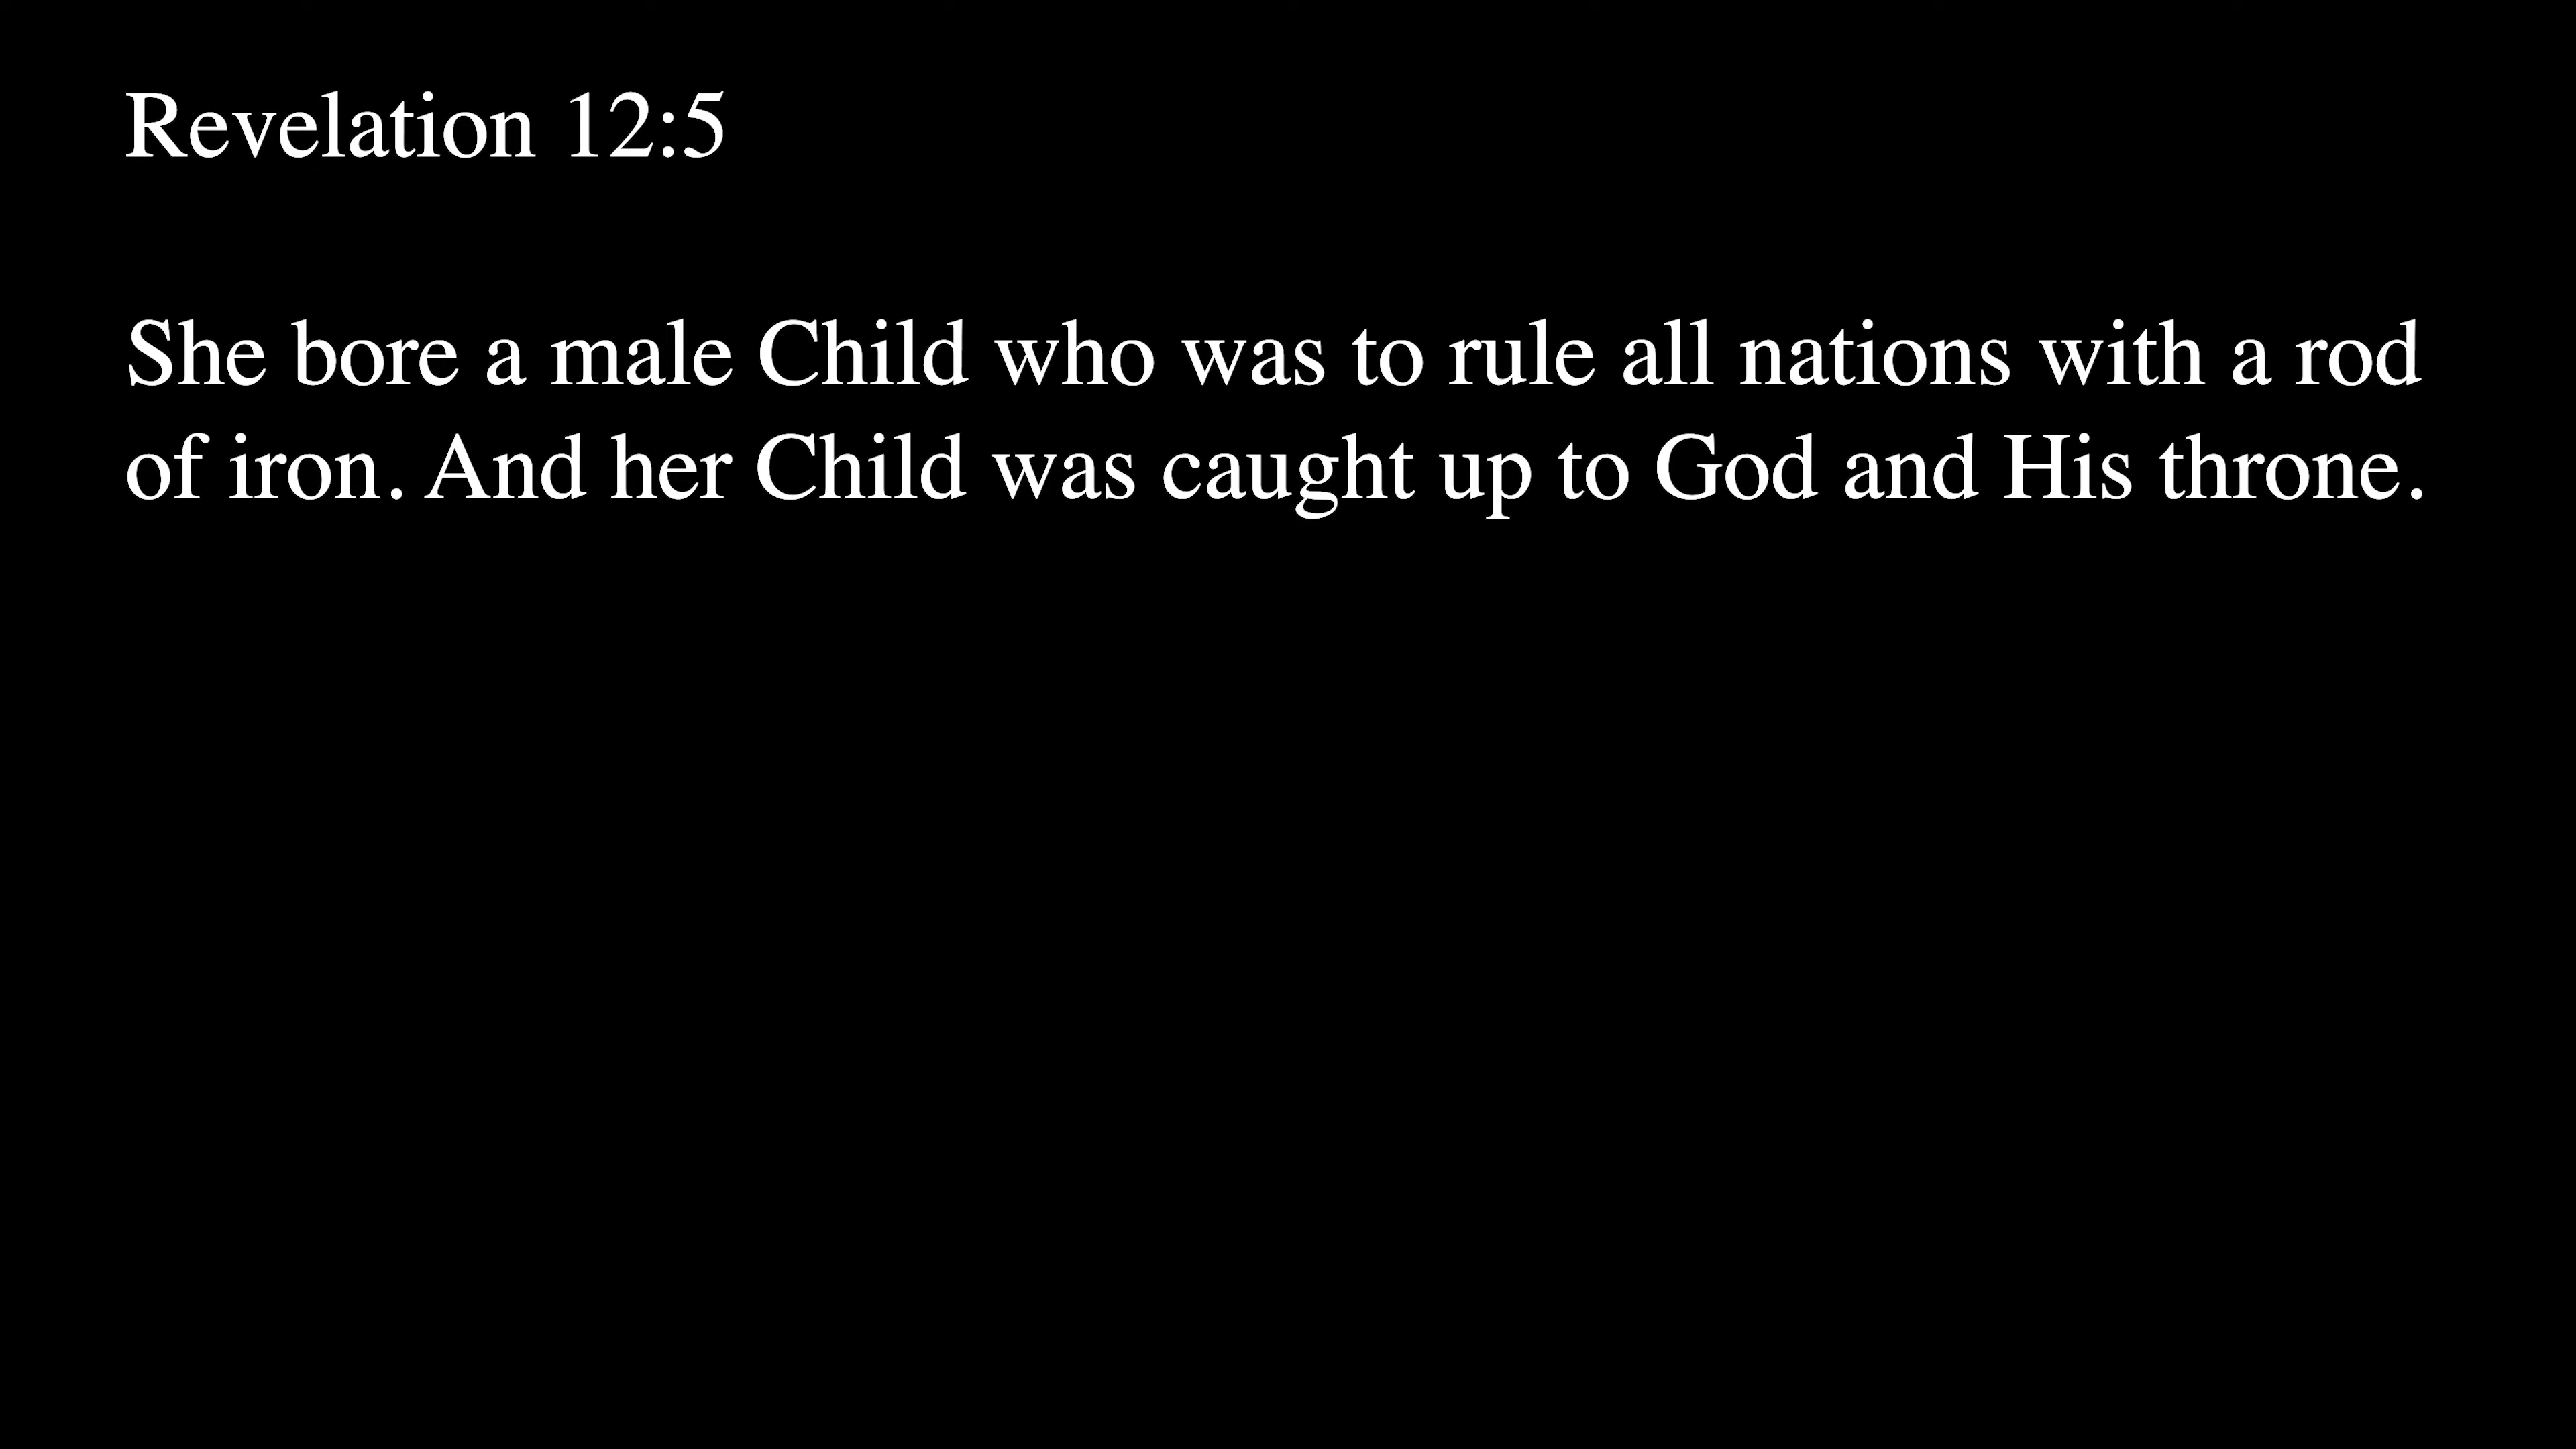 Revelation 12:5
She bore a male Child who was to rule all nations with a rod
of iron. And her Child was caught up to God and His throne.